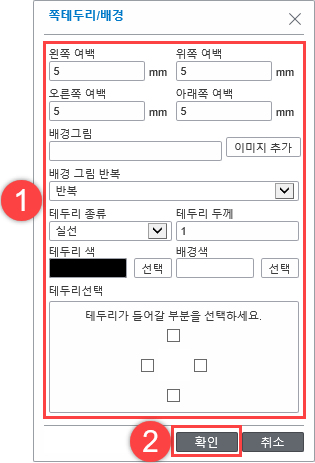 쪽테두리/배경
왼쪽 여백 위쪽 여백
5 mm 5 mm
오른쪽 여백 아래쪽 여백
5 mm 5 mm
배경그림
이미지 추가
배경 그림 반복
반복
1
테두리 종류 테두리 두께
실선 1
테두리 색 배경색
선택 선택
테두리선택
테두리가 들어갈 부분을 선택하세요.
2 확인 취소